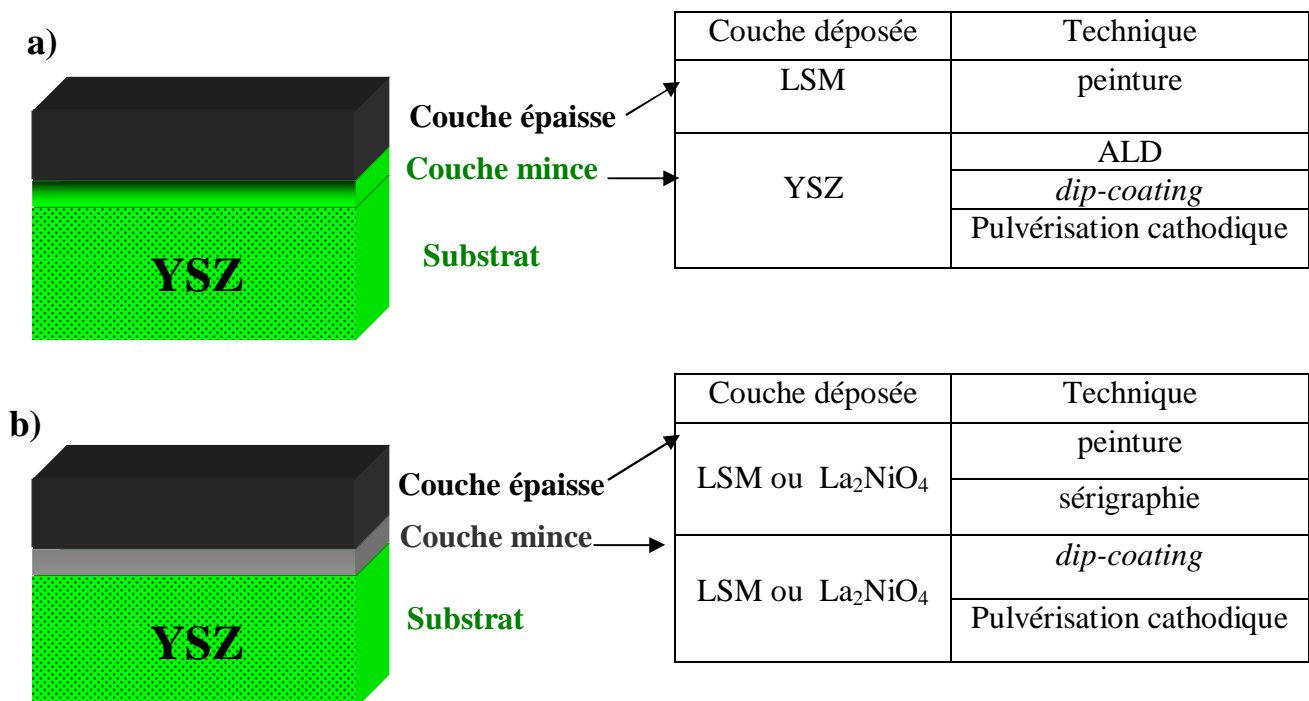 a)
Couche épaisse
Couche mince
Substrat
YSZ
Couche déposée Technique
LSM peinture
YSZ ALD
dip-coating
Pulvérisation cathodique
b)
Couche épaisse
Couche mince
Substrat
YSZ
Couche déposée Technique
LSM ou La₂NiO₄ peinture
sérigraphie
LSM ou La₂NiO₄ dip-coating
Pulvérisation cathodique